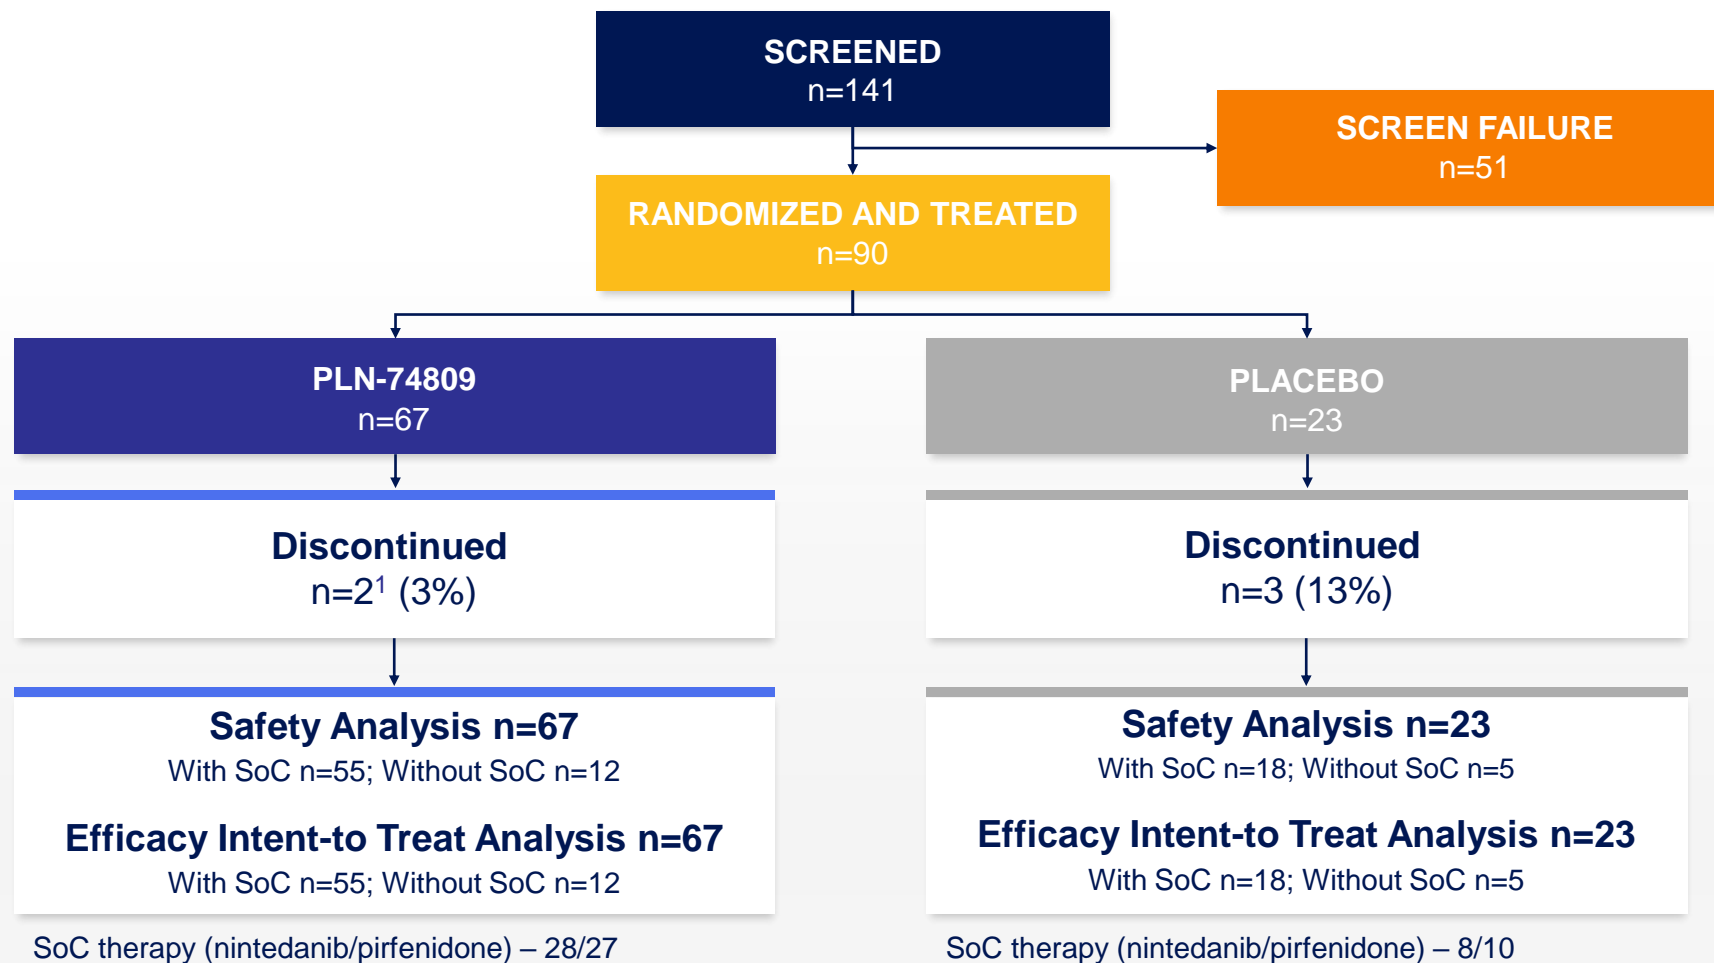 SCREENED
n=141
SCREEN FAILURE
n=51
RANDOMIZED AND TREATED
n=90
PLN-74809
n=67
PLACEBO
n=23
Discontinued
n=2¹ (3%)
Discontinued
n=3 (13%)
Safety Analysis n=67
With SoC n=55; Without SoC n=12
Efficacy Intent-to Treat Analysis n=67
With SoC n=55; Without SoC n=12
Safety Analysis n=23
With SoC n=18; Without SoC n=5
Efficacy Intent-to Treat Analysis n=23
With SoC n=18; Without SoC n=5
SoC therapy (nintedanib/pirfenidone) – 28/27
SoC therapy (nintedanib/pirfenidone) – 8/10